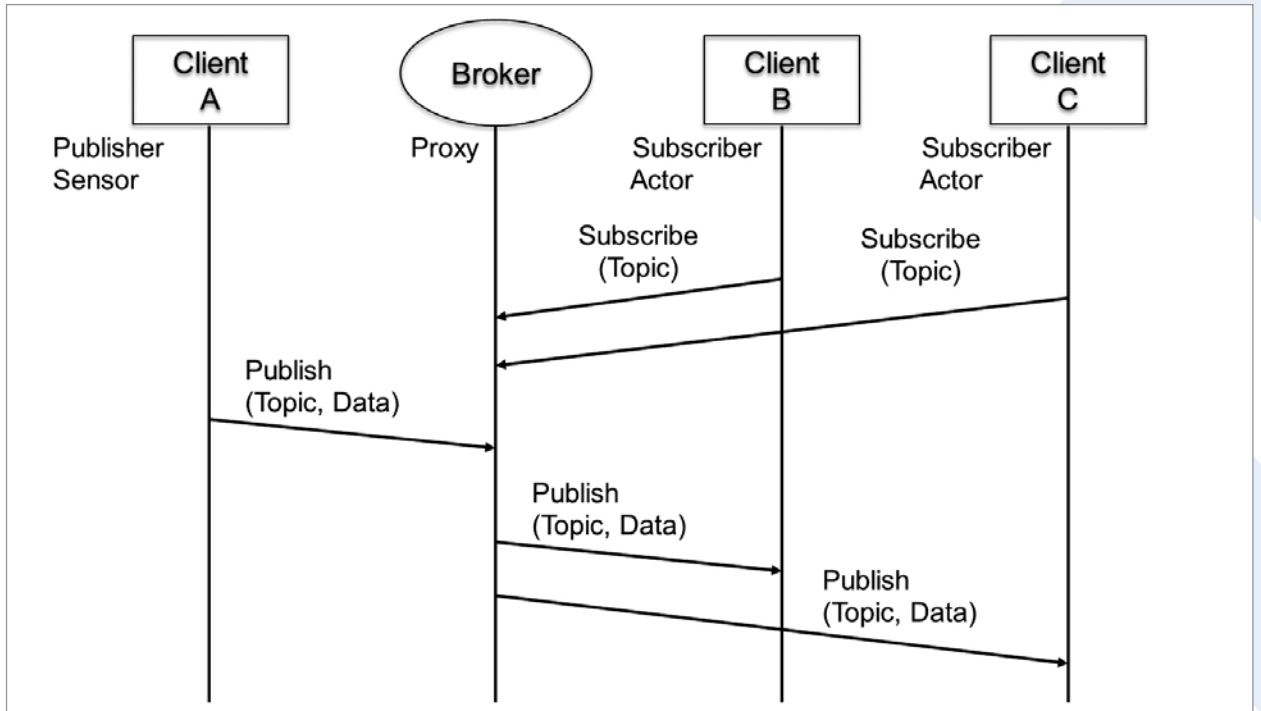 Client
A
Broker
Client
B
Client
C
Publisher
Sensor
Proxy
Subscriber
Actor
Subscriber
Actor
Subscribe
(Topic)
Subscribe
(Topic)
Publish
(Topic, Data)
Publish
(Topic, Data)
Publish
(Topic, Data)